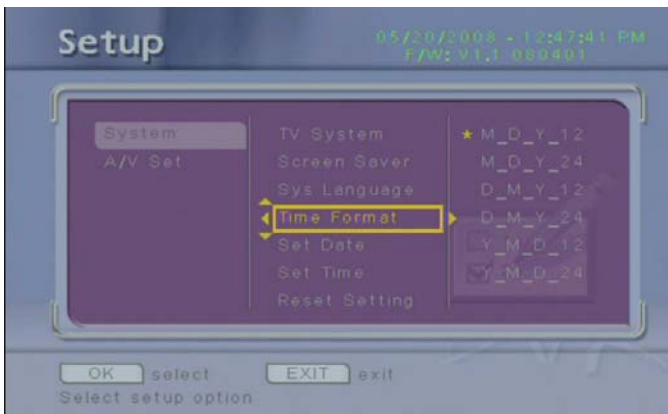 Setup
05/20/2008 - 12:47:41 PM
F/W: V1.1 080401
System
A/V Set
TV System
Screen Saver
Sys Language
Time Format
Set Date
Set Time
Reset Setting
★ M_D_Y_12
M_D_Y_24
D_M_Y_12
D_M_Y_24
Y_M_D_12
Y_M_D_24
OK select EXIT exit
Select setup option